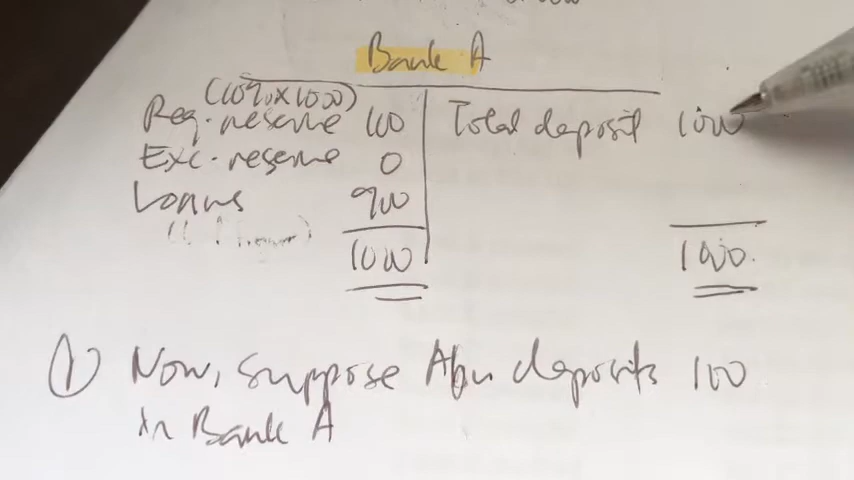 Bank A
(10%x1000)
Req. reserve 100 Total deposit 1000
Exc. reserve 0
Loans 900
1000 1000.
① Now, suppose Abu deposits 100
in Bank A